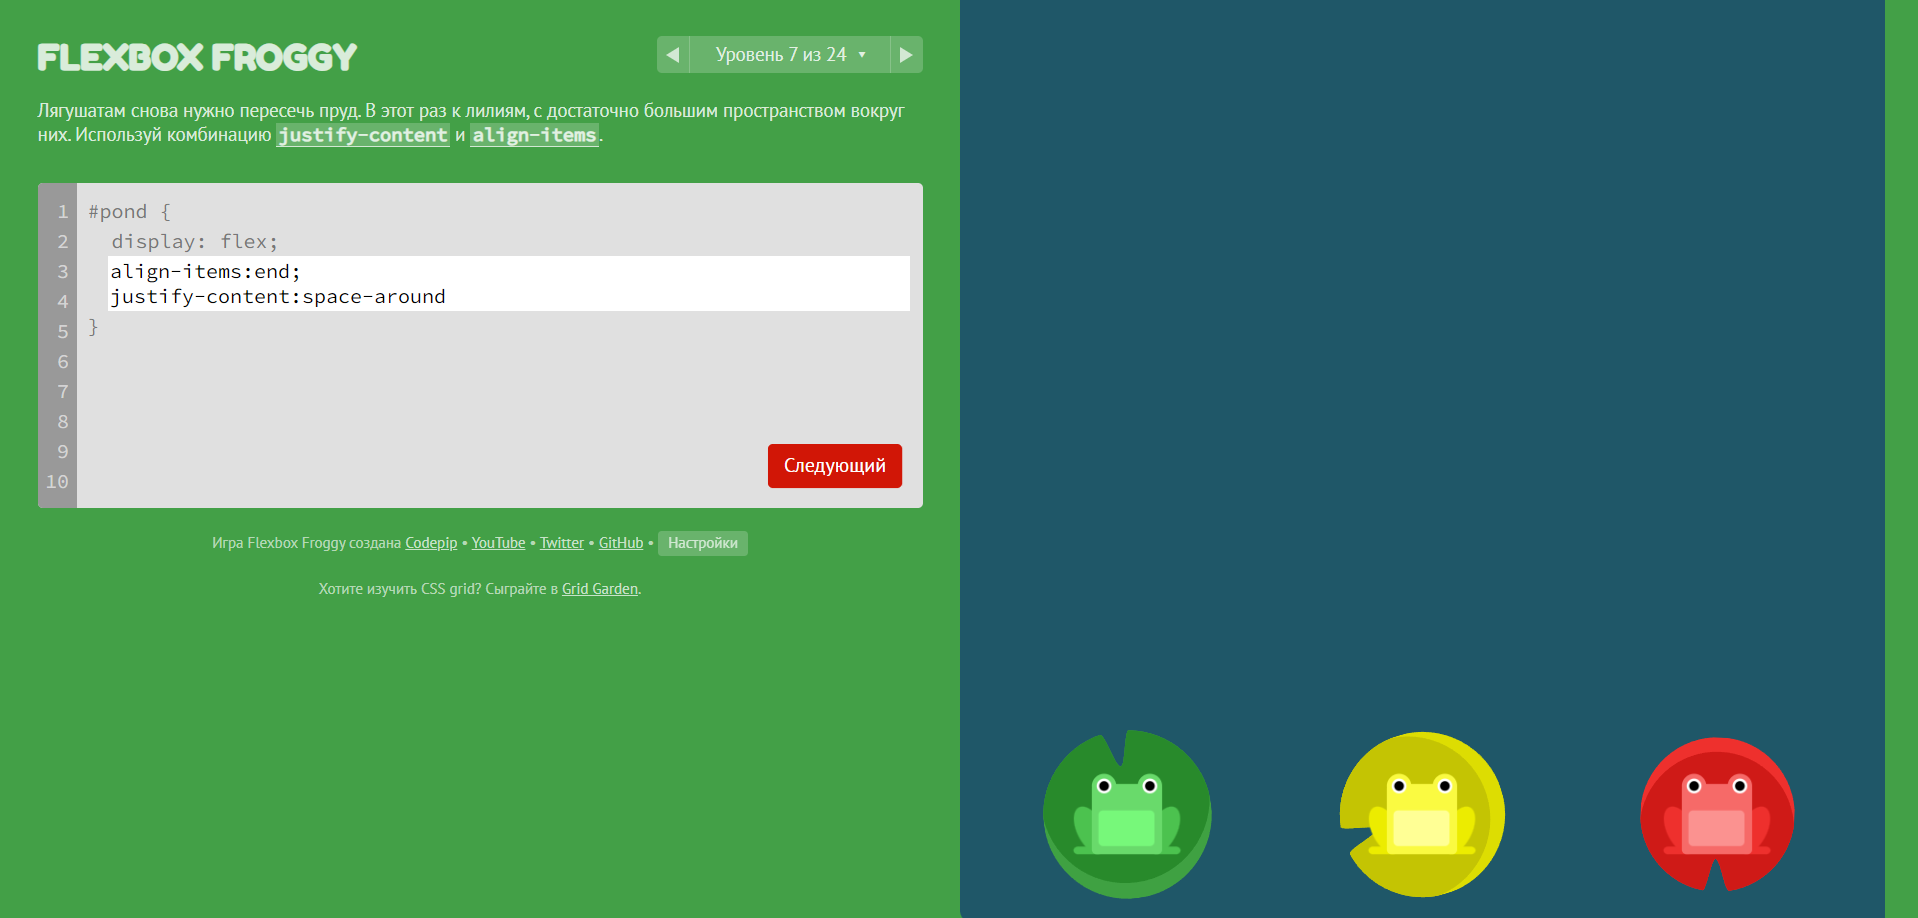 FLEXBOX FROGGY
◀ Уровень 7 из 24 ▼ ▶
Лягушатам снова нужно пересечь пруд. В этот раз к лилиям, с достаточно большим пространством вокруг
них. Используй комбинацию justify-content и align-items.
1 #pond {
2 display: flex;
3 align-items:end;
4 justify-content:space-around
5 }
6
7
8
9
10
Следующий
Игра Flexbox Froggy создана Codepip • YouTube • Twitter • GitHub • Настройки
Хотите изучить CSS grid? Сыграйте в Grid Garden.